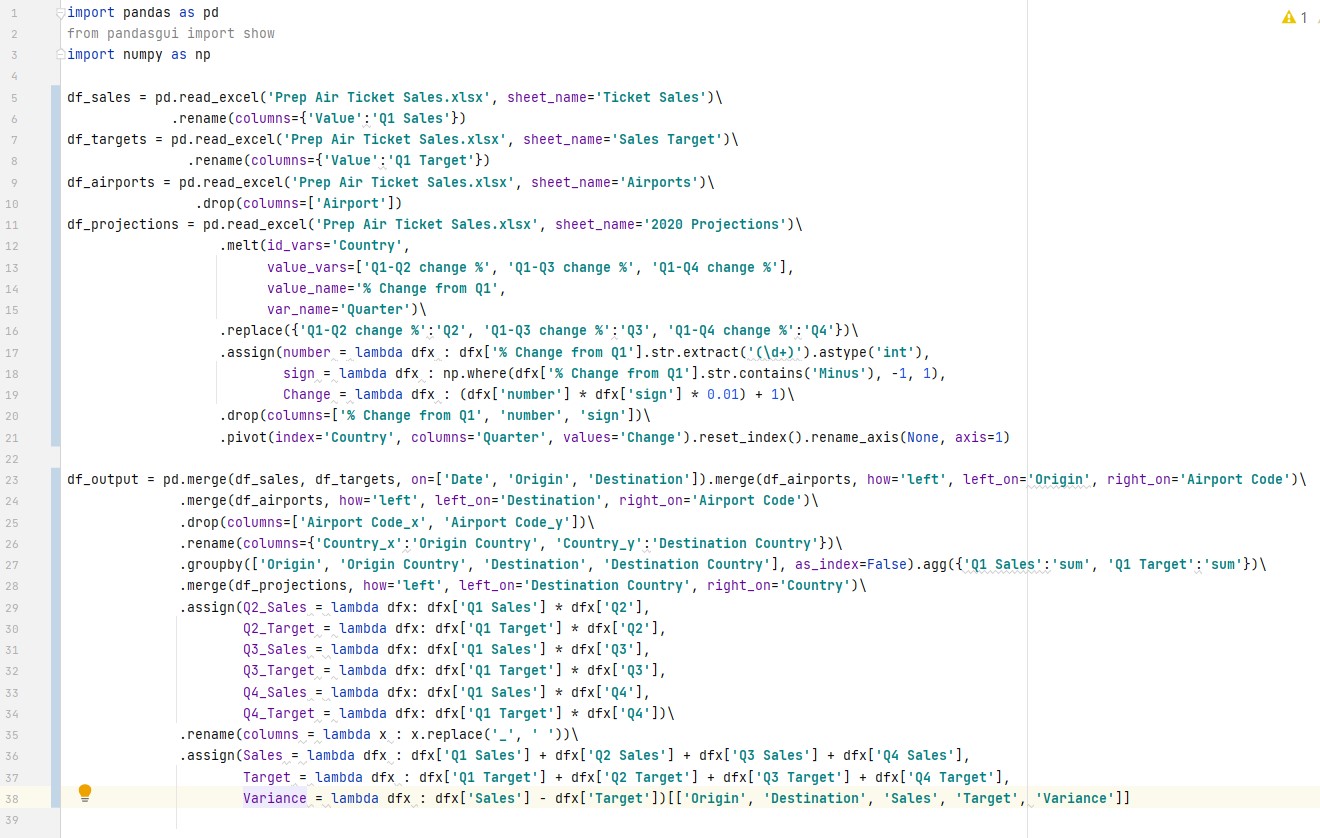 1 import pandas as pd
2 from pandasgui import show
3 import numpy as np
4
5 df_sales = pd.read_excel('Prep Air Ticket Sales.xlsx', sheet_name='Ticket Sales')\
6              .rename(columns={'Value':'Q1 Sales'})
7 df_targets = pd.read_excel('Prep Air Ticket Sales.xlsx', sheet_name='Sales Target')\
8                .rename(columns={'Value':'Q1 Target'})
9 df_airports = pd.read_excel('Prep Air Ticket Sales.xlsx', sheet_name='Airports')\
10                 .drop(columns=['Airport'])
11 df_projections = pd.read_excel('Prep Air Ticket Sales.xlsx', sheet_name='2020 Projections')\
12                    .melt(id_vars='Country',
13                          value_vars=['Q1-Q2 change %', 'Q1-Q3 change %', 'Q1-Q4 change %'],
14                          value_name='% Change from Q1',
15                          var_name='Quarter')\
16                    .replace({'Q1-Q2 change %':'Q2', 'Q1-Q3 change %':'Q3', 'Q1-Q4 change %':'Q4'})\
17                    .assign(number = lambda dfx : dfx['% Change from Q1'].str.extract('(\d+)').astype('int'),
18                            sign = lambda dfx : np.where(dfx['% Change from Q1'].str.contains('Minus'), -1, 1),
19                            Change = lambda dfx : (dfx['number'] * dfx['sign'] * 0.01) + 1)\
20                    .drop(columns=['% Change from Q1', 'number', 'sign'])\
21                    .pivot(index='Country', columns='Quarter', values='Change').reset_index().rename_axis(None, axis=1)
22
23 df_output = pd.merge(df_sales, df_targets, on=['Date', 'Origin', 'Destination']).merge(df_airports, how='left', left_on='Origin', right_on='Airport Code')\
24               .merge(df_airports, how='left', left_on='Destination', right_on='Airport Code')\
25               .drop(columns=['Airport Code_x', 'Airport Code_y'])\
26               .rename(columns={'Country_x':'Origin Country', 'Country_y':'Destination Country'})\
27               .groupby(['Origin', 'Origin Country', 'Destination', 'Destination Country'], as_index=False).agg({'Q1 Sales':'sum', 'Q1 Target':'sum'})\
28               .merge(df_projections, how='left', left_on='Destination Country', right_on='Country')\
29               .assign(Q2_Sales = lambda dfx: dfx['Q1 Sales'] * dfx['Q2'],
30                       Q2_Target = lambda dfx: dfx['Q1 Target'] * dfx['Q2'],
31                       Q3_Sales = lambda dfx: dfx['Q1 Sales'] * dfx['Q3'],
32                       Q3_Target = lambda dfx: dfx['Q1 Target'] * dfx['Q3'],
33                       Q4_Sales = lambda dfx: dfx['Q1 Sales'] * dfx['Q4'],
34                       Q4_Target = lambda dfx: dfx['Q1 Target'] * dfx['Q4'])\
35               .rename(columns = lambda x : x.replace('_', ' '))\
36               .assign(Sales = lambda dfx : dfx['Q1 Sales'] + dfx['Q2 Sales'] + dfx['Q3 Sales'] + dfx['Q4 Sales'],
37                       Target = lambda dfx : dfx['Q1 Target'] + dfx['Q2 Target'] + dfx['Q3 Target'] + dfx['Q4 Target'],
38                       Variance = lambda dfx : dfx['Sales'] - dfx['Target'])[['Origin', 'Destination', 'Sales', 'Target', 'Variance']]
39
1